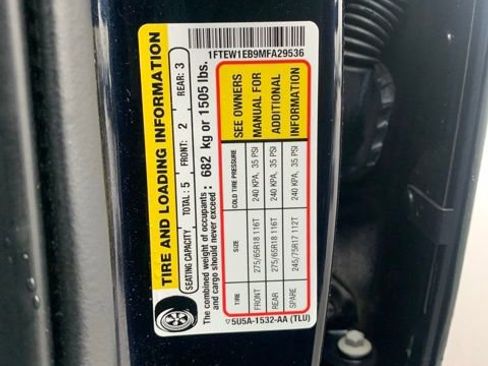 TIRE AND LOADING INFORMATION
SEATING CAPACITY TOTAL: 5 FRONT: 2 REAR: 3
The combined weight of occupants and cargo should never exceed: 682 kg or 1505 lbs.
TIRE SIZE COLD TIRE PRESSURE
FRONT 275/65R18 116T 240 KPA, 35 PSI
REAR 275/65R18 116T 240 KPA, 35 PSI
SPARE 245/75R17 112T 240 KPA, 35 PSI
SEE OWNERS
MANUAL FOR
ADDITIONAL
INFORMATION
5U5A-1532-AA (TLU)
1FTEW1EB9MFA29536